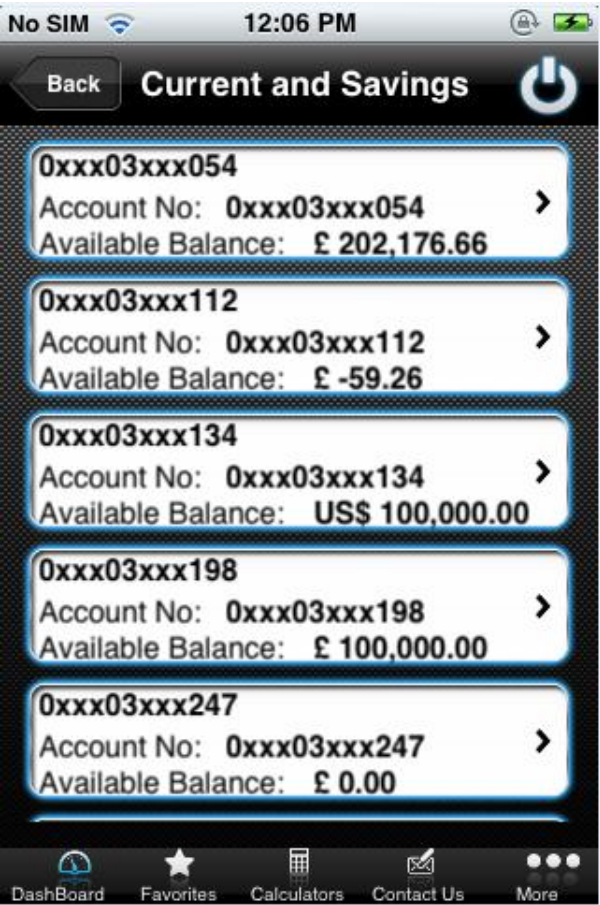 No SIM 12:06 PM
Back Current and Savings
0xxx03xxx054
Account No: 0xxx03xxx054
Available Balance: £ 202,176.66
0xxx03xxx112
Account No: 0xxx03xxx112
Available Balance: £ -59.26
0xxx03xxx134
Account No: 0xxx03xxx134
Available Balance: US$ 100,000.00
0xxx03xxx198
Account No: 0xxx03xxx198
Available Balance: £ 100,000.00
0xxx03xxx247
Account No: 0xxx03xxx247
Available Balance: £ 0.00
DashBoard Favorites Calculators Contact Us More